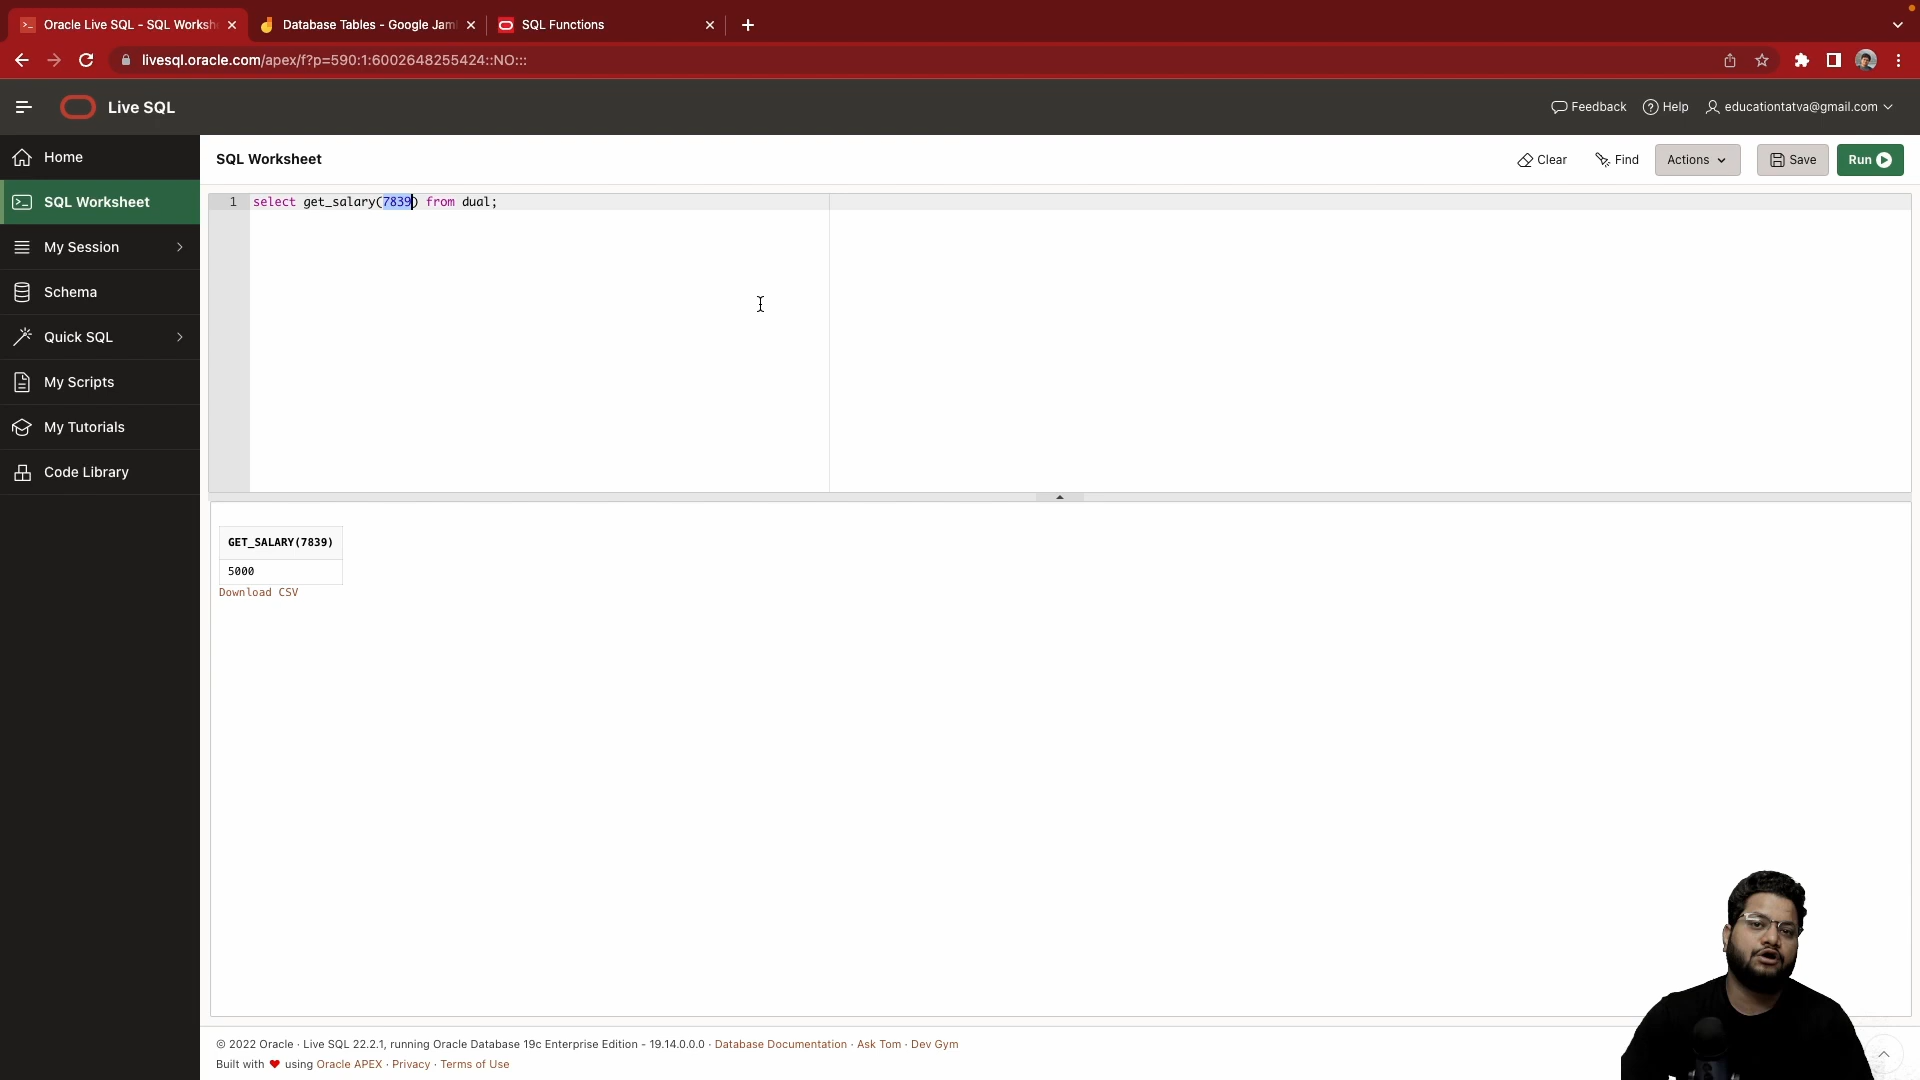 Oracle Live SQL - SQL Worksh
Database Tables - Google Jam
SQL Functions
livesql.oracle.com/apex/f?p=590:1:6002648255424::NO:::
Live SQL
Feedback
Help
educationtatva@gmail.com
Home
SQL Worksheet
My Session
Schema
Quick SQL
My Scripts
My Tutorials
Code Library
SQL Worksheet
Clear
Find
Actions
Save
Run
1 select get_salary(7839) from dual;
GET_SALARY(7839)
5000
Download CSV
© 2022 Oracle · Live SQL 22.2.1, running Oracle Database 19c Enterprise Edition - 19.14.0.0.0 · Database Documentation · Ask Tom · Dev Gym
Built with ❤ using Oracle APEX · Privacy · Terms of Use